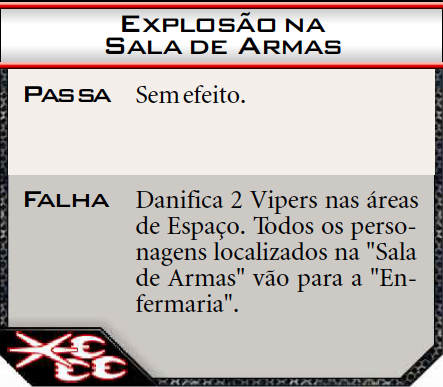 Explosão na
Sala de Armas
Passa Sem efeito.
Falha Danifica 2 Vipers nas áreas
de Espaço. Todos os perso-
nagens localizados na "Sala
de Armas" vão para a "En-
fermaria".